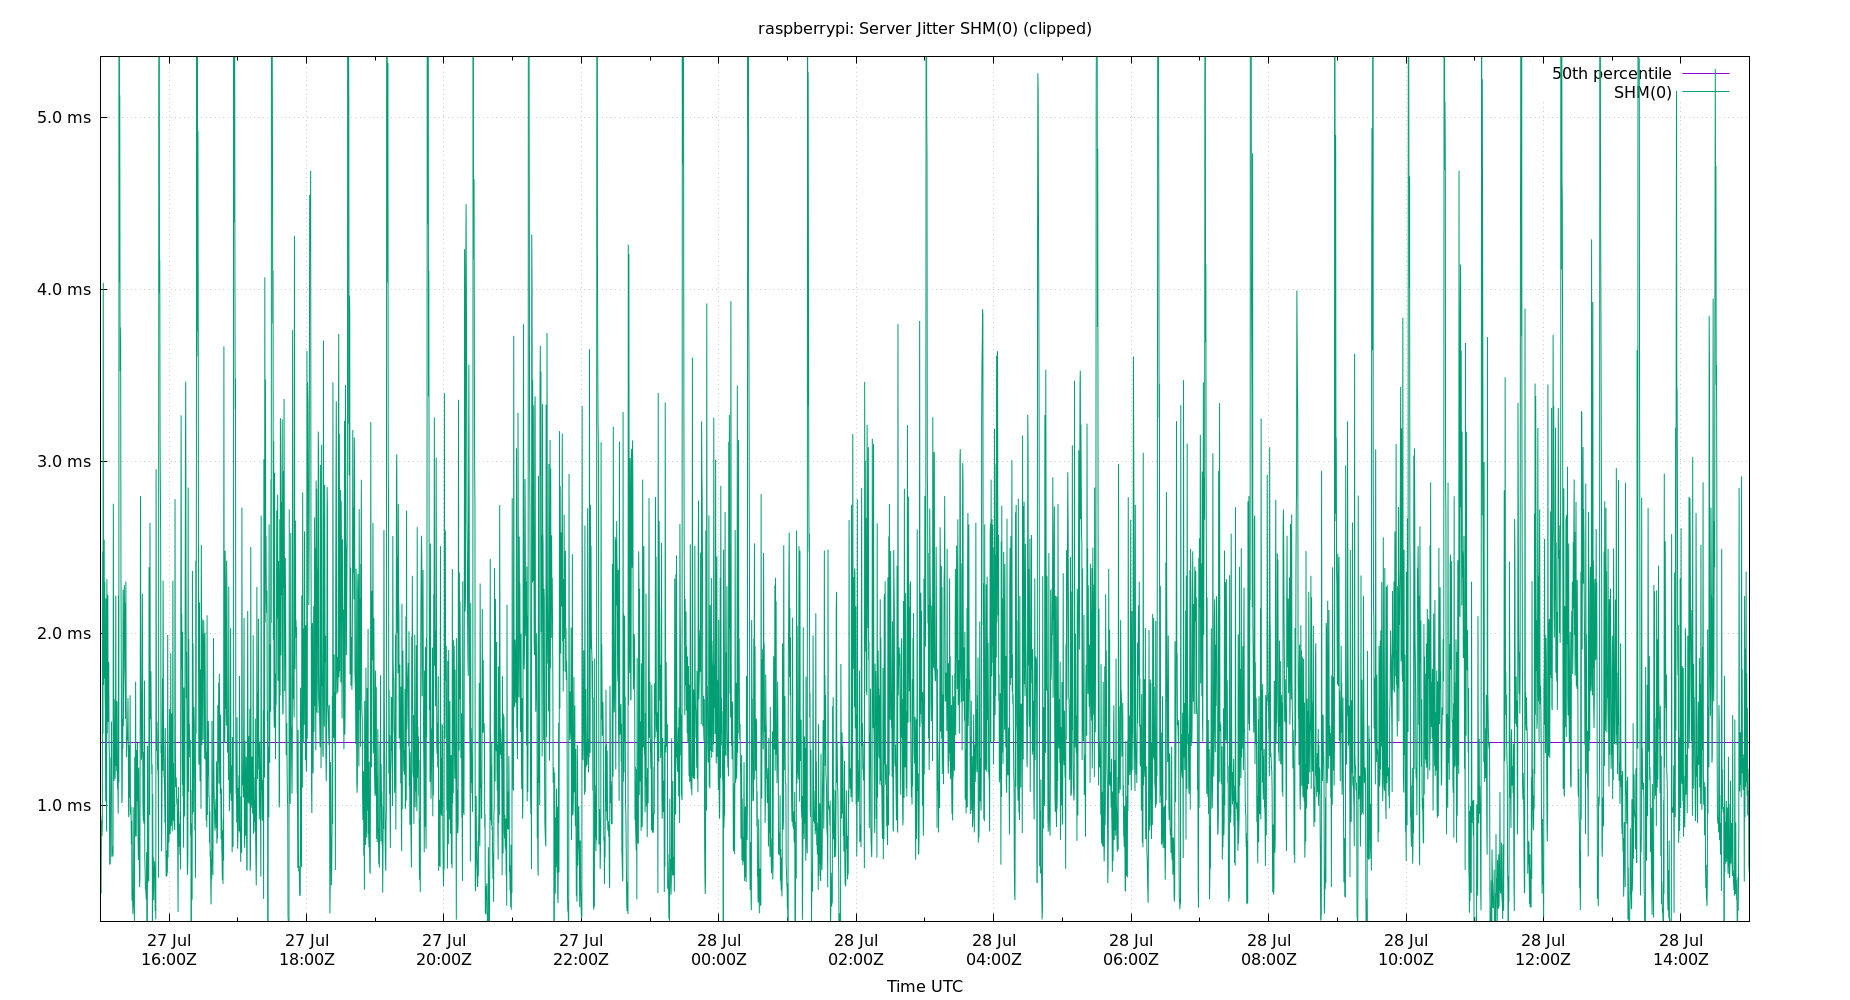 raspberrypi: Server Jitter SHM(0) (clipped)
50th percentile
SHM(0)
5.0 ms
4.0 ms
3.0 ms
2.0 ms
1.0 ms
27 Jul 27 Jul 27 Jul 27 Jul 28 Jul 28 Jul 28 Jul 28 Jul 28 Jul 28 Jul 28 Jul 28 Jul
16:00Z 18:00Z 20:00Z 22:00Z 00:00Z 02:00Z 04:00Z 06:00Z 08:00Z 10:00Z 12:00Z 14:00Z
Time UTC